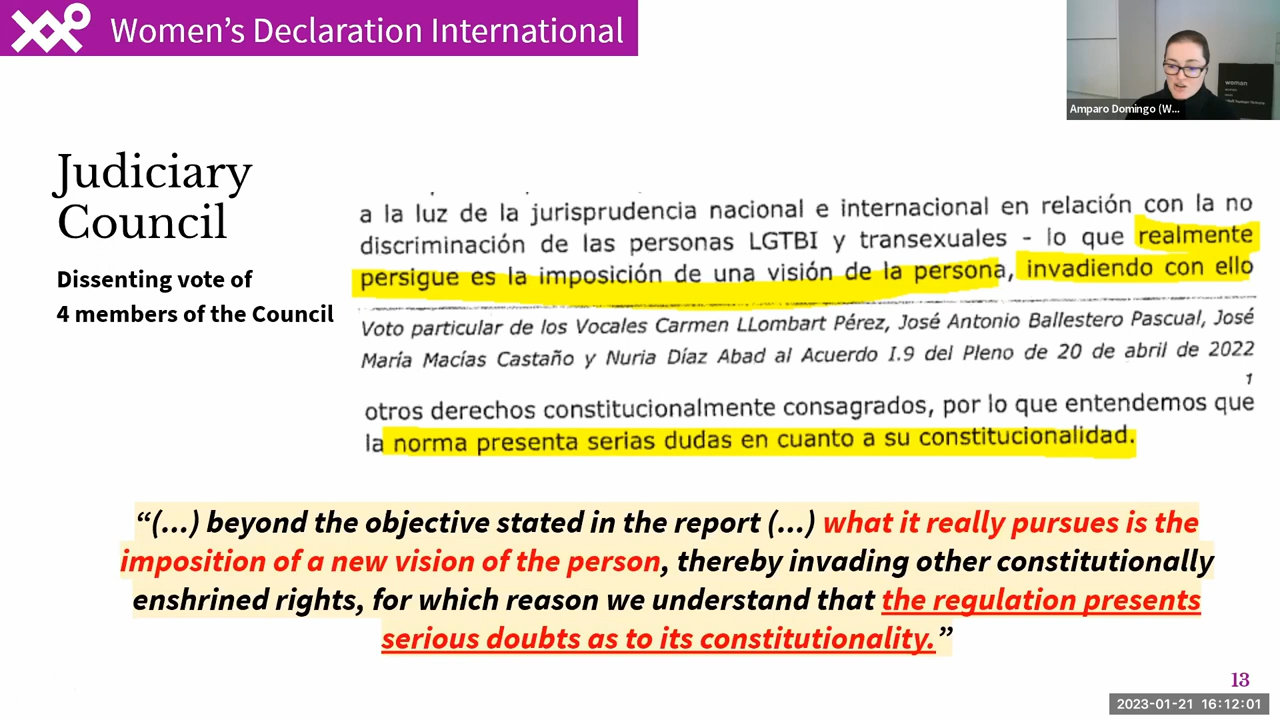 Women's Declaration International
Amparo Domingo (W...
woman
Judiciary
Council
Dissenting vote of
4 members of the Council
a la luz de la jurisprudencia nacional e internacional en relación con la no
discriminación de las personas LGTBI y transexuales - lo que realmente
persigue es la imposición de una visión de la persona, invadiendo con ello
Voto particular de los Vocales Carmen LLombart Pérez, José Antonio Ballestero Pascual, José
María Macías Castaño y Nuria Díaz Abad al Acuerdo I.9 del Pleno de 20 de abril de 2022
1
otros derechos constitucionalmente consagrados, por lo que entendemos que
la norma presenta serias dudas en cuanto a su constitucionalidad.
“(...) beyond the objective stated in the report (...) what it really pursues is the
imposition of a new vision of the person, thereby invading other constitutionally
enshrined rights, for which reason we understand that the regulation presents
serious doubts as to its constitutionality.”
13
2023-01-21 16:12:01